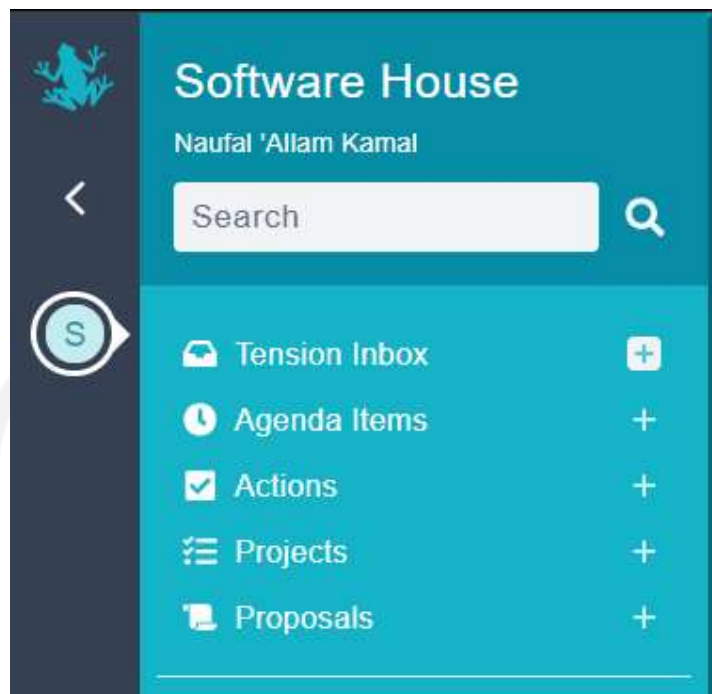 Software House
Naufal 'Allam Kamal
Search
S
Tension Inbox
Agenda Items
Actions
Projects
Proposals